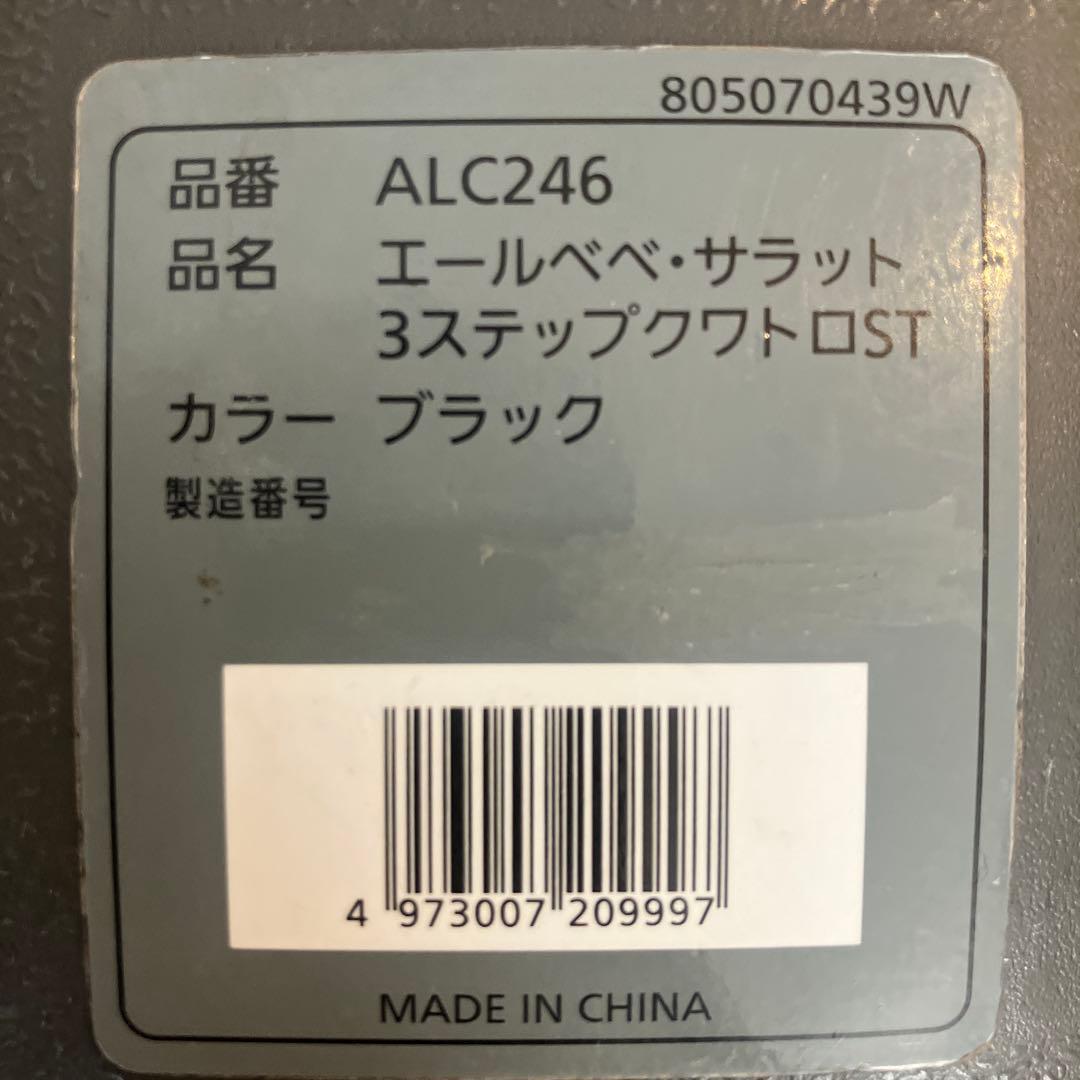 805070439W
品番 ALC246
品名 エールベベ・サラット
3ステップクワトロST
カラー ブラック
製造番号
4 973007 209997
MADE IN CHINA